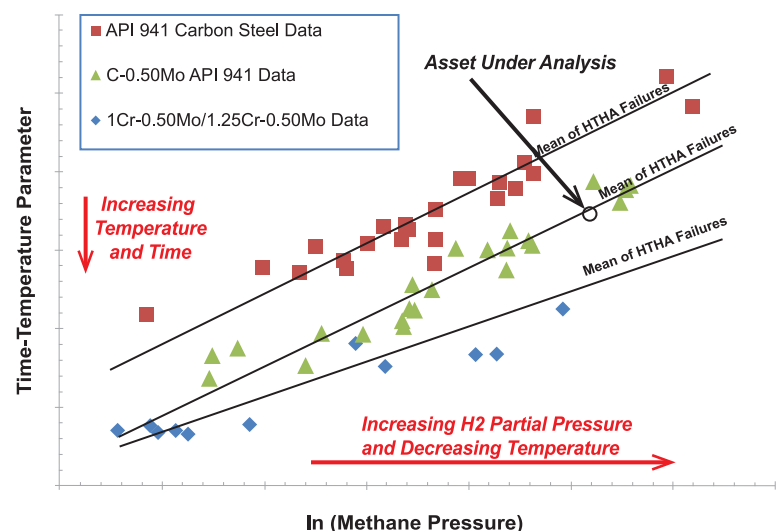 API 941 Carbon Steel Data
C-0.50Mo API 941 Data
1Cr-0.50Mo/1.25Cr-0.50Mo Data
Asset Under Analysis
Mean of HTHA Failures
Mean of HTHA Failures
Mean of HTHA Failures
Increasing
Temperature
and Time
Increasing H2 Partial Pressure
and Decreasing Temperature
Time-Temperature Parameter
ln (Methane Pressure)